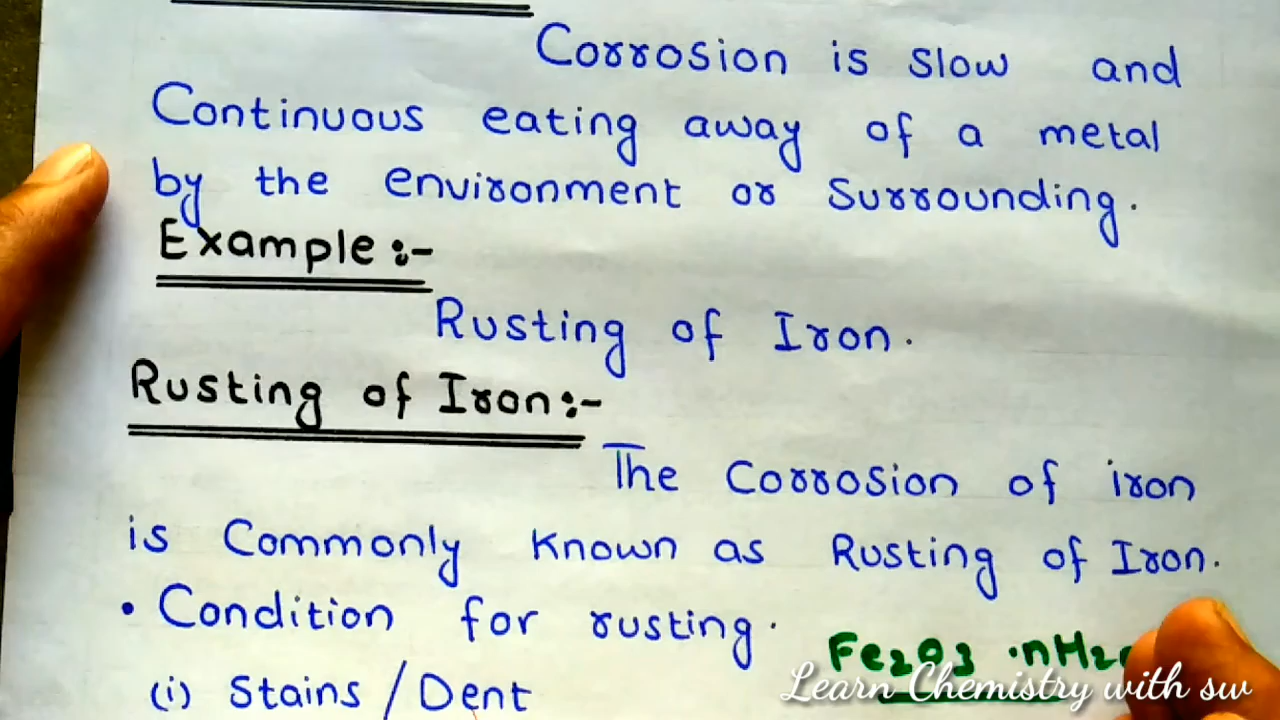 Corrosion is slow and
Continuous eating away of a metal
by the environment or Surrounding.
Example :-
Rusting of Iron.
Rusting of Iron:-
The Corrosion of iron
is Commonly Known as Rusting of Iron.
• Condition for rusting.
Fe2O3 .nH2
(i) Stains / Dent
Learn Chemistry with sw